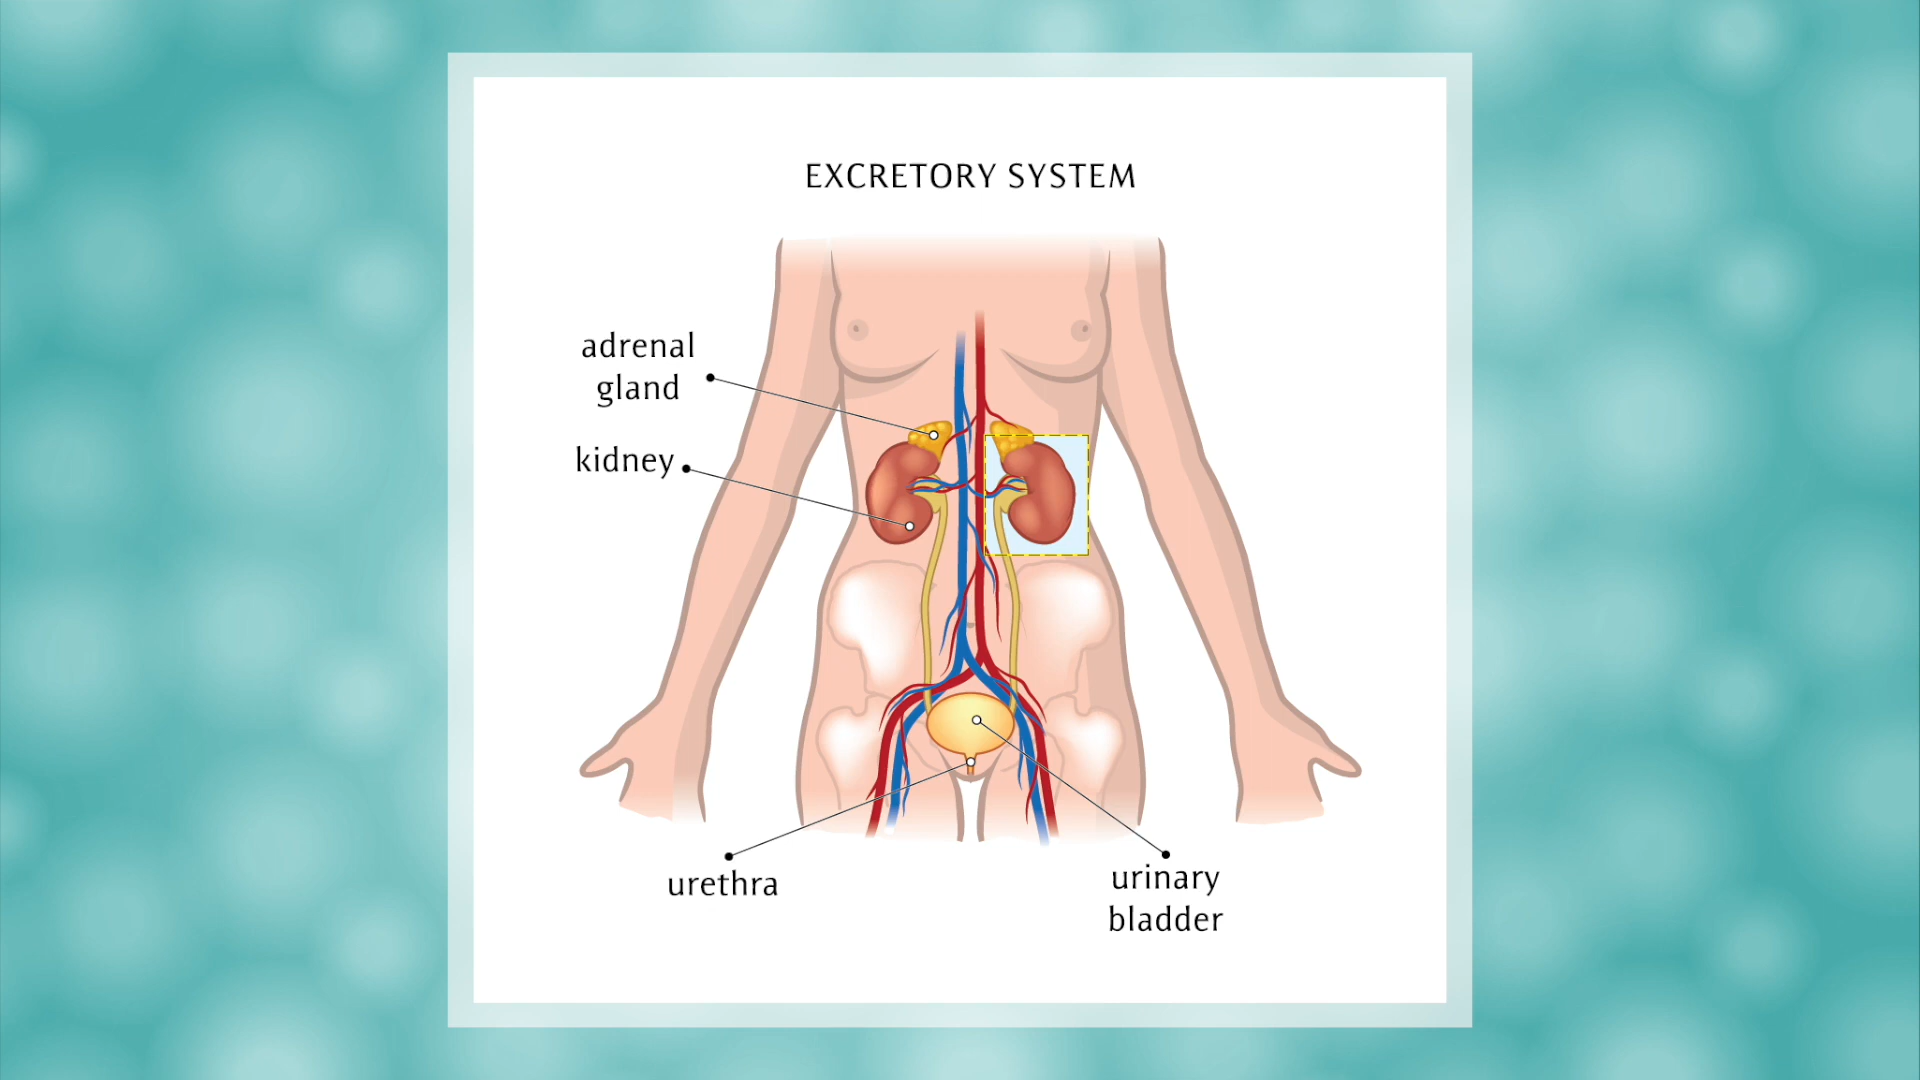 EXCRETORY SYSTEM
adrenal
gland
kidney
urethra
urinary
bladder